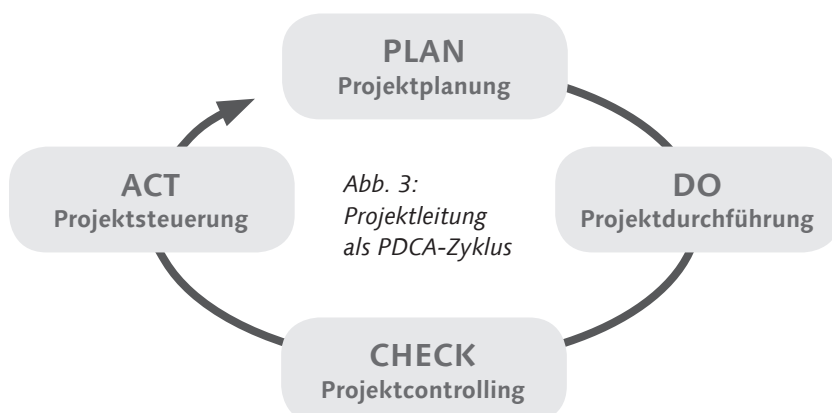 PLAN
Projektplanung
ACT
Projektsteuerung
Abb. 3:
Projektleitung
als PDCA-Zyklus
DO
Projektdurchführung
CHECK
Projektcontrolling